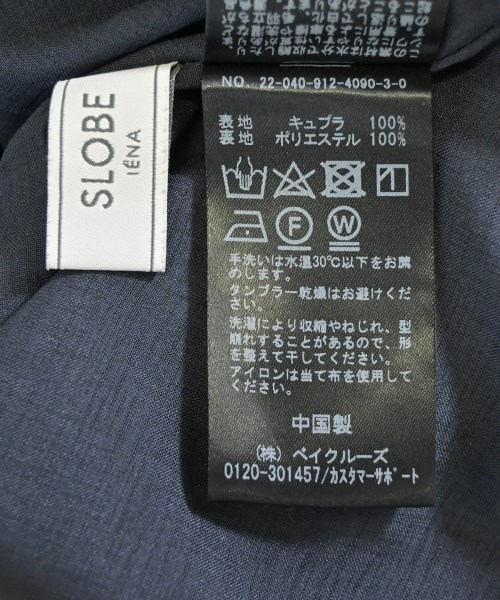 NO. 22-040-912-4090-3-0
表地 キュプラ 100%
裏地 ポリエステル 100%
F
W
手洗いは水温30℃以下をお薦
めします。
タンブラー乾燥はお避けくだ
さい。
洗濯により収縮やねじれ、型
崩れすることがあるので、形
を整えて干してください。
アイロンは当て布を使用して
ください。
中国製
(株) ベイクルーズ
0120-301457/カスタマーサポート
SLOBE
IÉNA